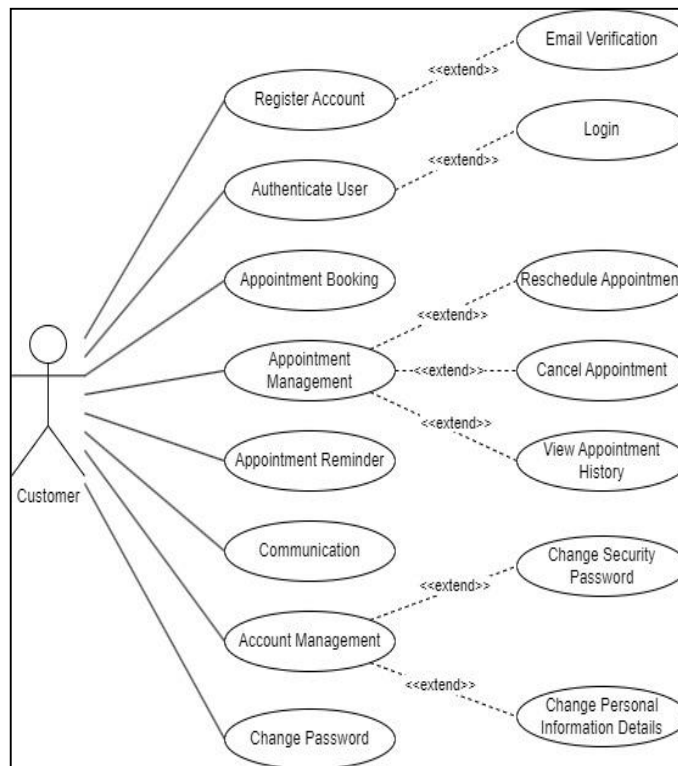 Email Verification
<<extend>>
Register Account
Login
<<extend>>
Authenticate User
Appointment Booking
Reschedule Appointment
<<extend>>
Appointment
Management
<<extend>>
Cancel Appointment
<<extend>>
View Appointment
History
Appointment Reminder
Customer
Communication
Change Security
Password
<<extend>>
Account Management
<<extend>>
Change Personal
Information Details
Change Password